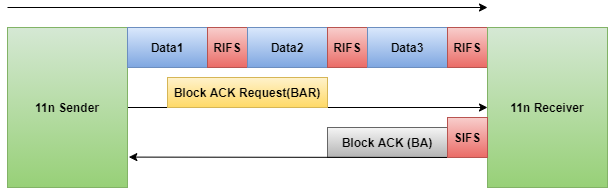 Data1 RIFS Data2 RIFS Data3 RIFS
11n Sender
Block ACK Request(BAR)
11n Receiver
Block ACK (BA)
SIFS